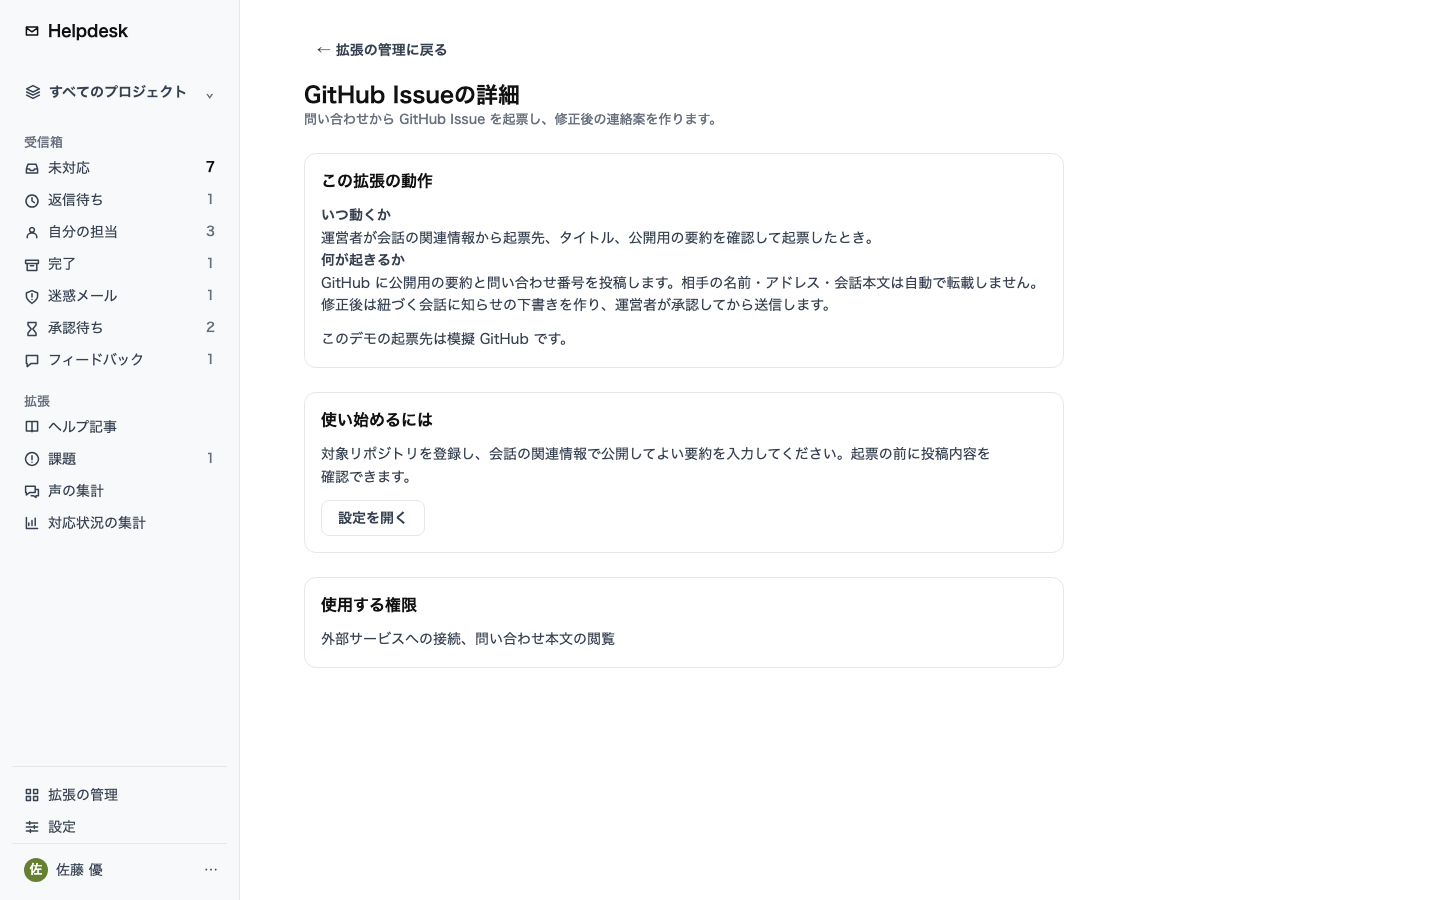 Helpdesk
すべてのプロジェクト
受信箱
未対応 7
返信待ち 1
自分の担当 3
完了 1
迷惑メール 1
承認待ち 2
フィードバック 1
拡張
ヘルプ記事
課題 1
声の集計
対応状況の集計
拡張の管理
設定
佐 佐藤 優 …
← 拡張の管理に戻る
GitHub Issueの詳細
問い合わせから GitHub Issue を起票し、修正後の連絡案を作ります。
この拡張の動作
いつ動くか
運営者が会話の関連情報から起票先、タイトル、公開用の要約を確認して起票したとき。
何が起きるか
GitHub に公開用の要約と問い合わせ番号を投稿します。相手の名前・アドレス・会話本文は自動で転載しません。
修正後は紐づく会話に知らせの下書きを作り、運営者が承認してから送信します。
このデモの起票先は模擬 GitHub です。
使い始めるには
対象リポジトリを登録し、会話の関連情報で公開してよい要約を入力してください。起票の前に投稿内容を
確認できます。
設定を開く
使用する権限
外部サービスへの接続、問い合わせ本文の閲覧